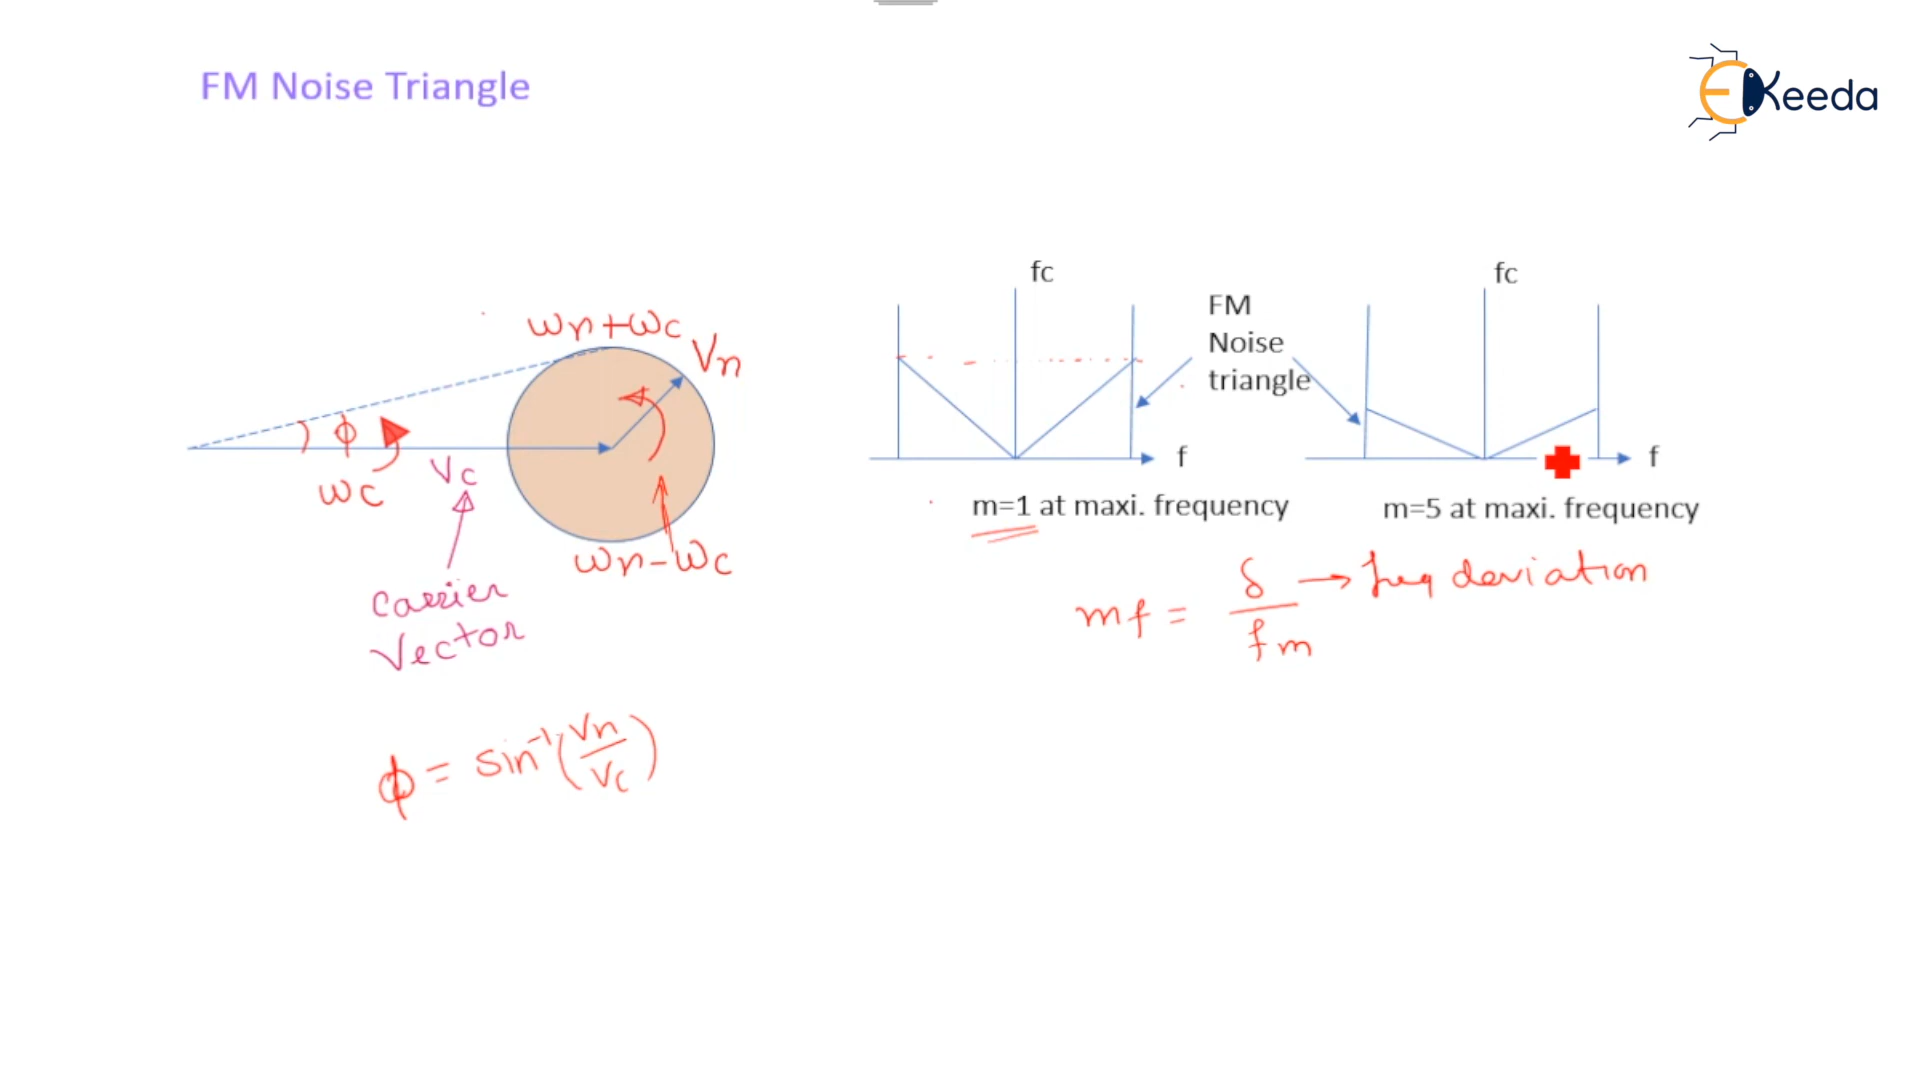 FM Noise Triangle
EKeeda
ωn+ωc
Vn
ϕ
ωc
Vc
ωn-ωc
Carrier
Vector
ϕ = sin⁻¹(Vn/Vc)
fc
FM
Noise
triangle
f
m=1 at maxi. frequency
fc
f
m=5 at maxi. frequency
mf = δ/fm → freq deviation